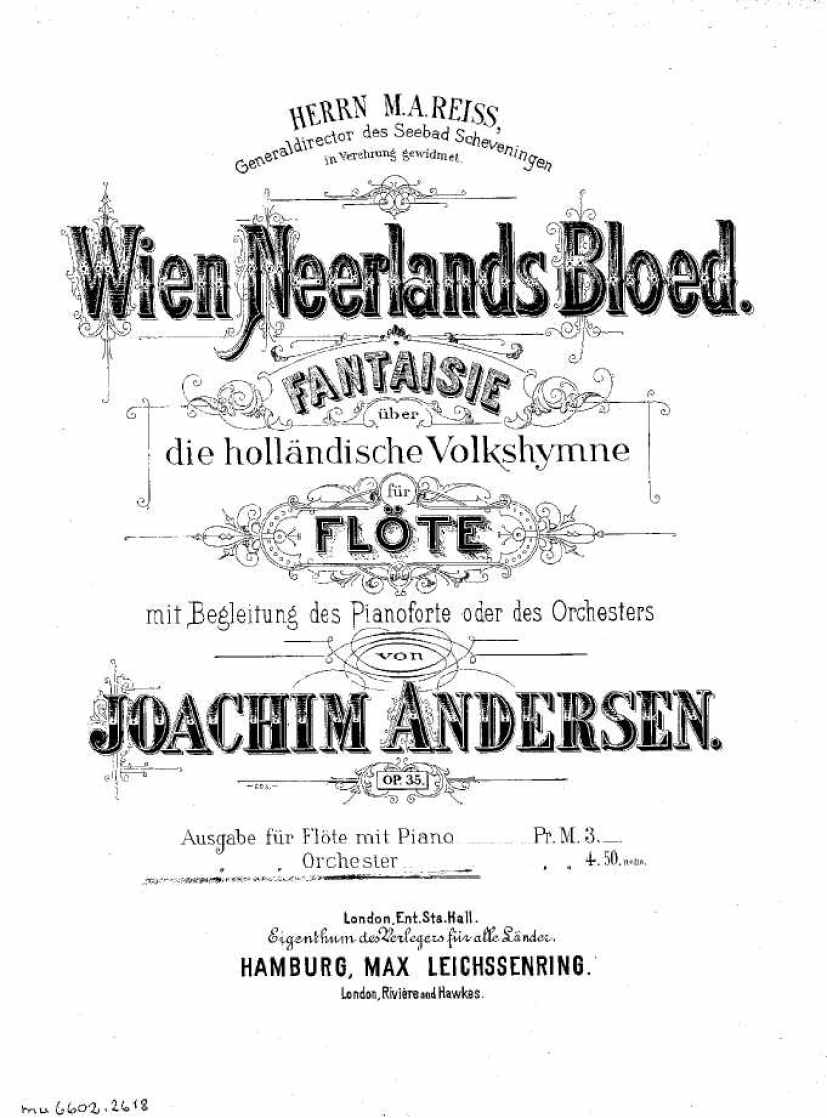 HERRN M.A.REISS,
Generaldirector des Seebad Scheveningen
in Verehrung gewidmet.
Wien Neerlands Bloed.
FANTAISIE
über
die holländische Volkshymne
für
FLÖTE
mit Begleitung des Pianoforte oder des Orchesters
von
JOACHIM ANDERSEN.
OP. 35.
Ausgabe für Flöte mit Piano Pr. M. 3.
" " Orchester " " 4.50. netto.
London, Ent. Sta. Hall.
Eigenthum des Verlegers für alle Länder.
HAMBURG, MAX LEICHSSENRING.
London, Rivière and Hawkes.
mu 6602.2618